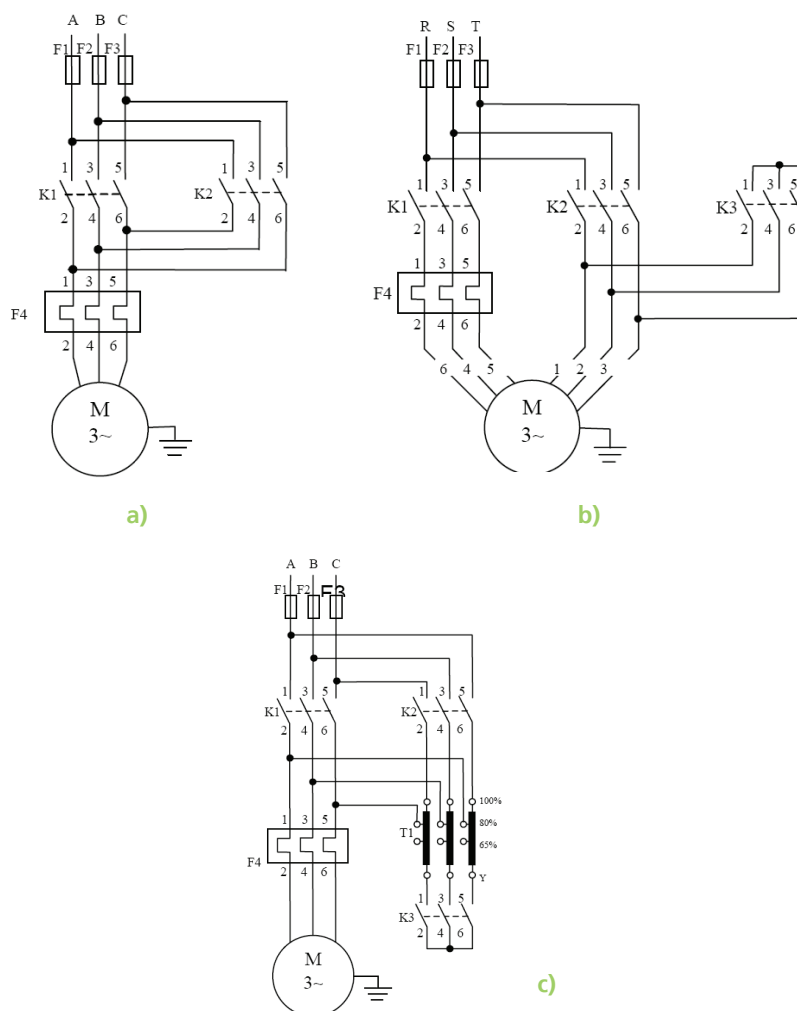 A B C
F1 F2 F3
1 3 5 1 3 5
K1 K2
2 4 6 2 4 6
1 3 5
F4
2 4 6
M
3~
a)
R S T
F1 F2 F3
1 3 5 1 3 5 1 3 5
K1 K2 K3
2 4 6 2 4 6 2 4 6
1 3 5
F4
2 4 6
6 4 5 1 2 3
M
3~
b)
A B C
F1 F2 F3
1 3 5 1 3 5
K1 K2
2 4 6 2 4 6
100%
80%
T1
65%
Y
1 3 5
F4
2 4 6
1 3 5
K3
2 4 6
M
3~
c)